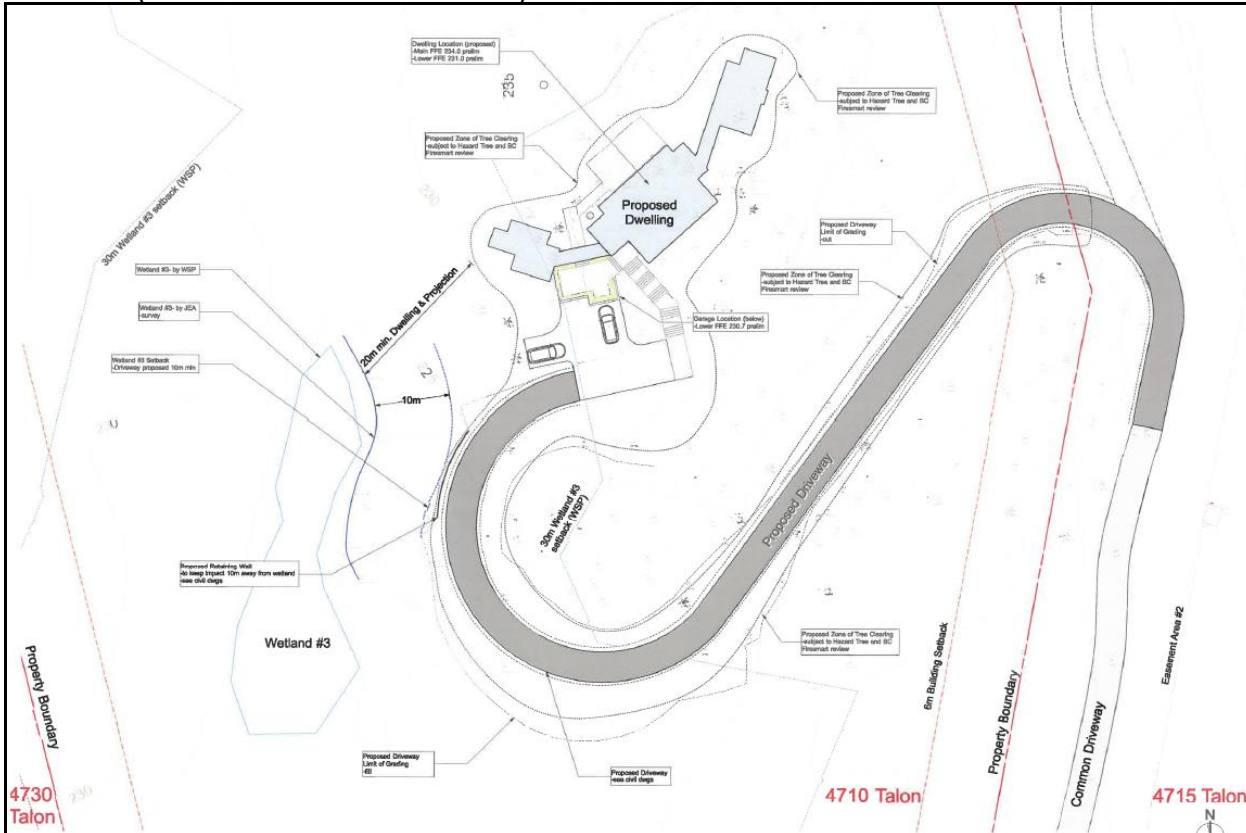 Dwelling Location (proposed)
-Main FFE 234.0 prelim
-Lower FFE 231.0 prelim
235
Proposed Zone of Tree Clearing
-subject to Hazard Tree and BC
Firesmart review
Proposed Zone of Tree Clearing
-subject to Hazard Tree and BC
Firesmart review
230
30m Wetland #3 setback (WSP)
Proposed
Dwelling
Proposed Driveway
Limit of Grading
-cut
Wetland #3- by WSP
Proposed Zone of Tree Clearing
-subject to Hazard Tree and BC
Firesmart review
Wetland #3- by JEA
-survey
20m min. Dwelling & Projection
Garage Location (below)
-Lower FFE 230.7 prelim
Wetland #3 Setback
-Driveway proposed 10m min
2
10m
30m Wetland #3
setback (WSP)
Proposed Driveway
Proposed Retaining Wall
-to keep impact 10m away from wetland
-see civil dwgs
Wetland #3
Proposed Zone of Tree Clearing
-subject to Hazard Tree and BC
Firesmart review
Property Boundary
6m Building Setback
Property Boundary
Common Driveway
Easement Area #2
Proposed Driveway
Limit of Grading
-fill
Proposed Driveway
-see civil dwgs
4730
Talon
230
4710 Talon
4715 Talon
N